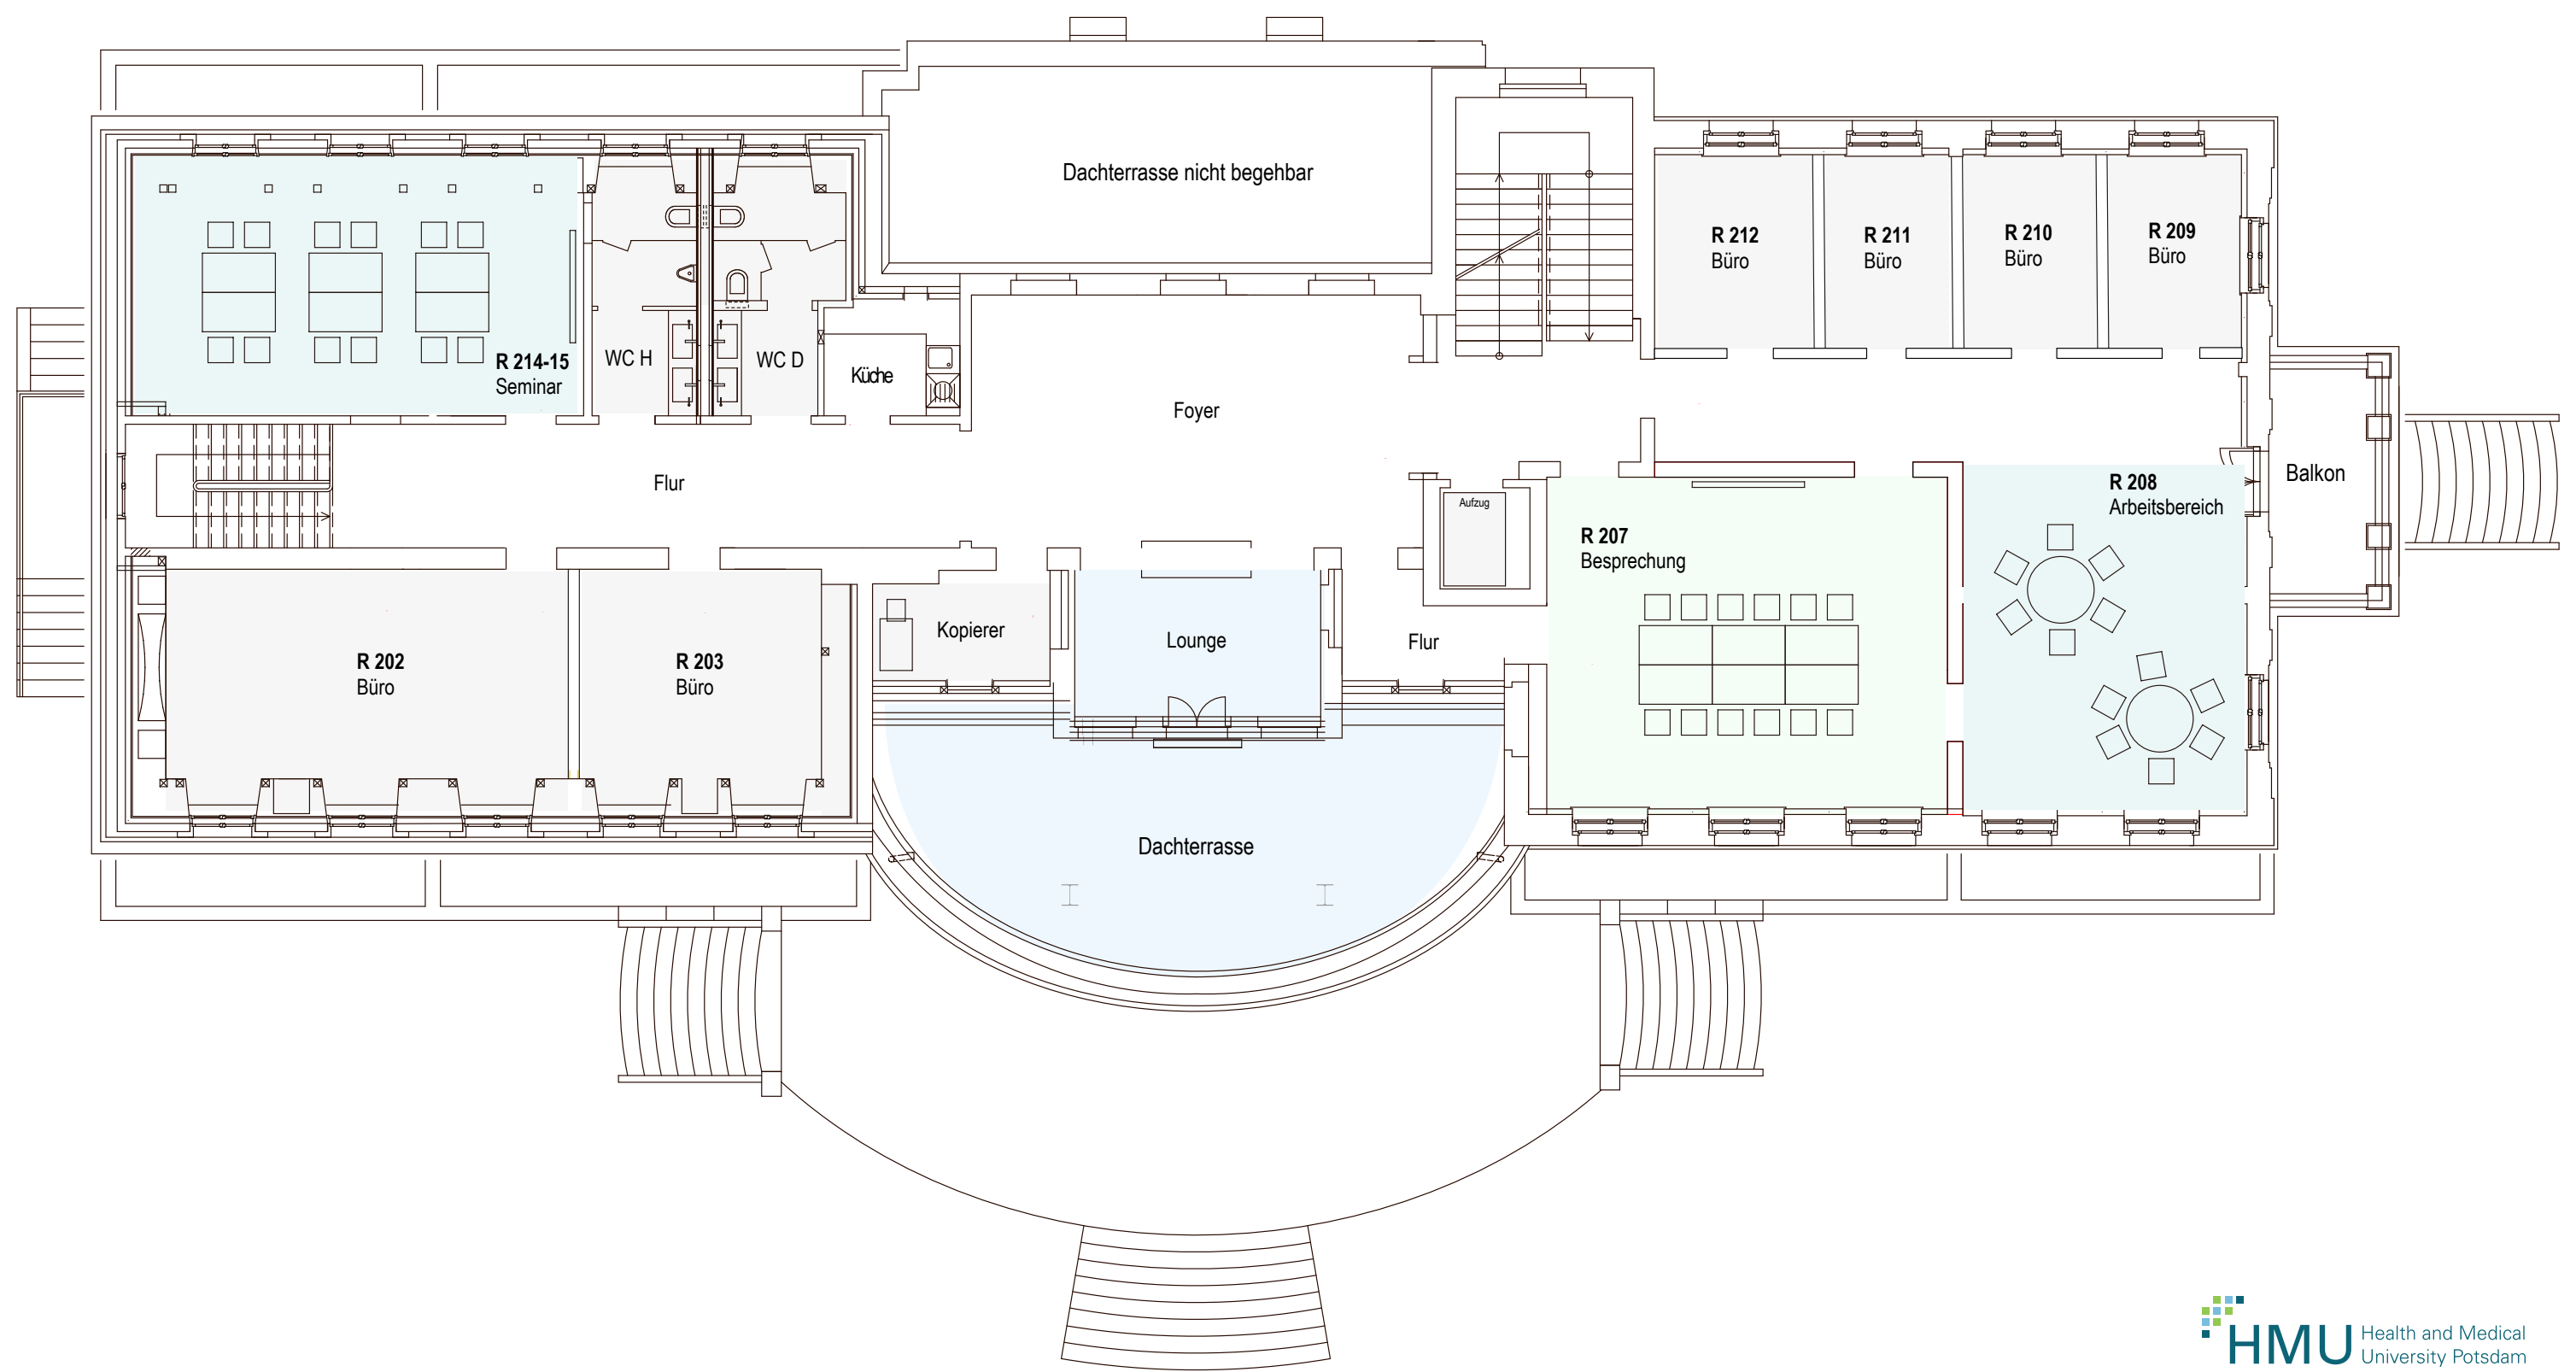 Dachterrasse nicht begehbar
R 212
Büro
R 211
Büro
R 210
Büro
R 209
Büro
R 214-15
Seminar
WC H
WC D
Küche
Foyer
Flur
Aufzug
R 207
Besprechung
R 208
Arbeitsbereich
Balkon
R 202
Büro
R 203
Büro
Kopierer
Lounge
Flur
Dachterrasse
HMU Health and Medical
University Potsdam